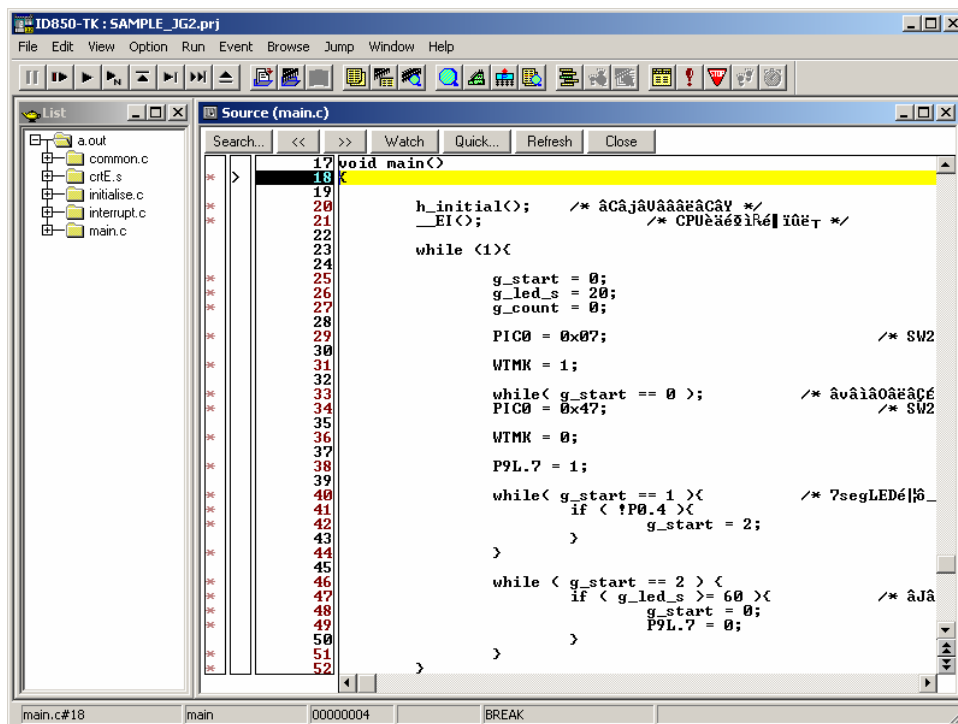 ID850-TK : SAMPLE_JG2.prj
File Edit View Option Run Event Browse Jump Window Help
List
a.out
common.c
crtE.s
initialise.c
interrupt.c
main.c
Source (main.c)
Search... << >> Watch Quick... Refresh Close
17 void main()
* > 18 {
19
* 20 h_initial(); /* âCâjâVâââëâCâY */
* 21 __EI(); /* */
22
23 while (1){
24
* 25 g_start = 0;
* 26 g_led_s = 20;
* 27 g_count = 0;
28
* 29 PIC0 = 0x07; /* SW2
30
* 31 WTMK = 1;
32
* 33 while( g_start == 0 ); /*
* 34 PIC0 = 0x47; /* SW2
35
* 36 WTMK = 0;
37
* 38 P9L.7 = 1;
39
* 40 while( g_start == 1 ){ /*
* 41 if ( !P0.4 ){
* 42 g_start = 2;
43 }
* 44 }
45
* 46 while ( g_start == 2 ) {
* 47 if ( g_led_s >= 60 ){ /* âJâ
* 48 g_start = 0;
* 49 P9L.7 = 0;
50 }
* 51 }
* 52 }
main.c#18 main 00000004 BREAK